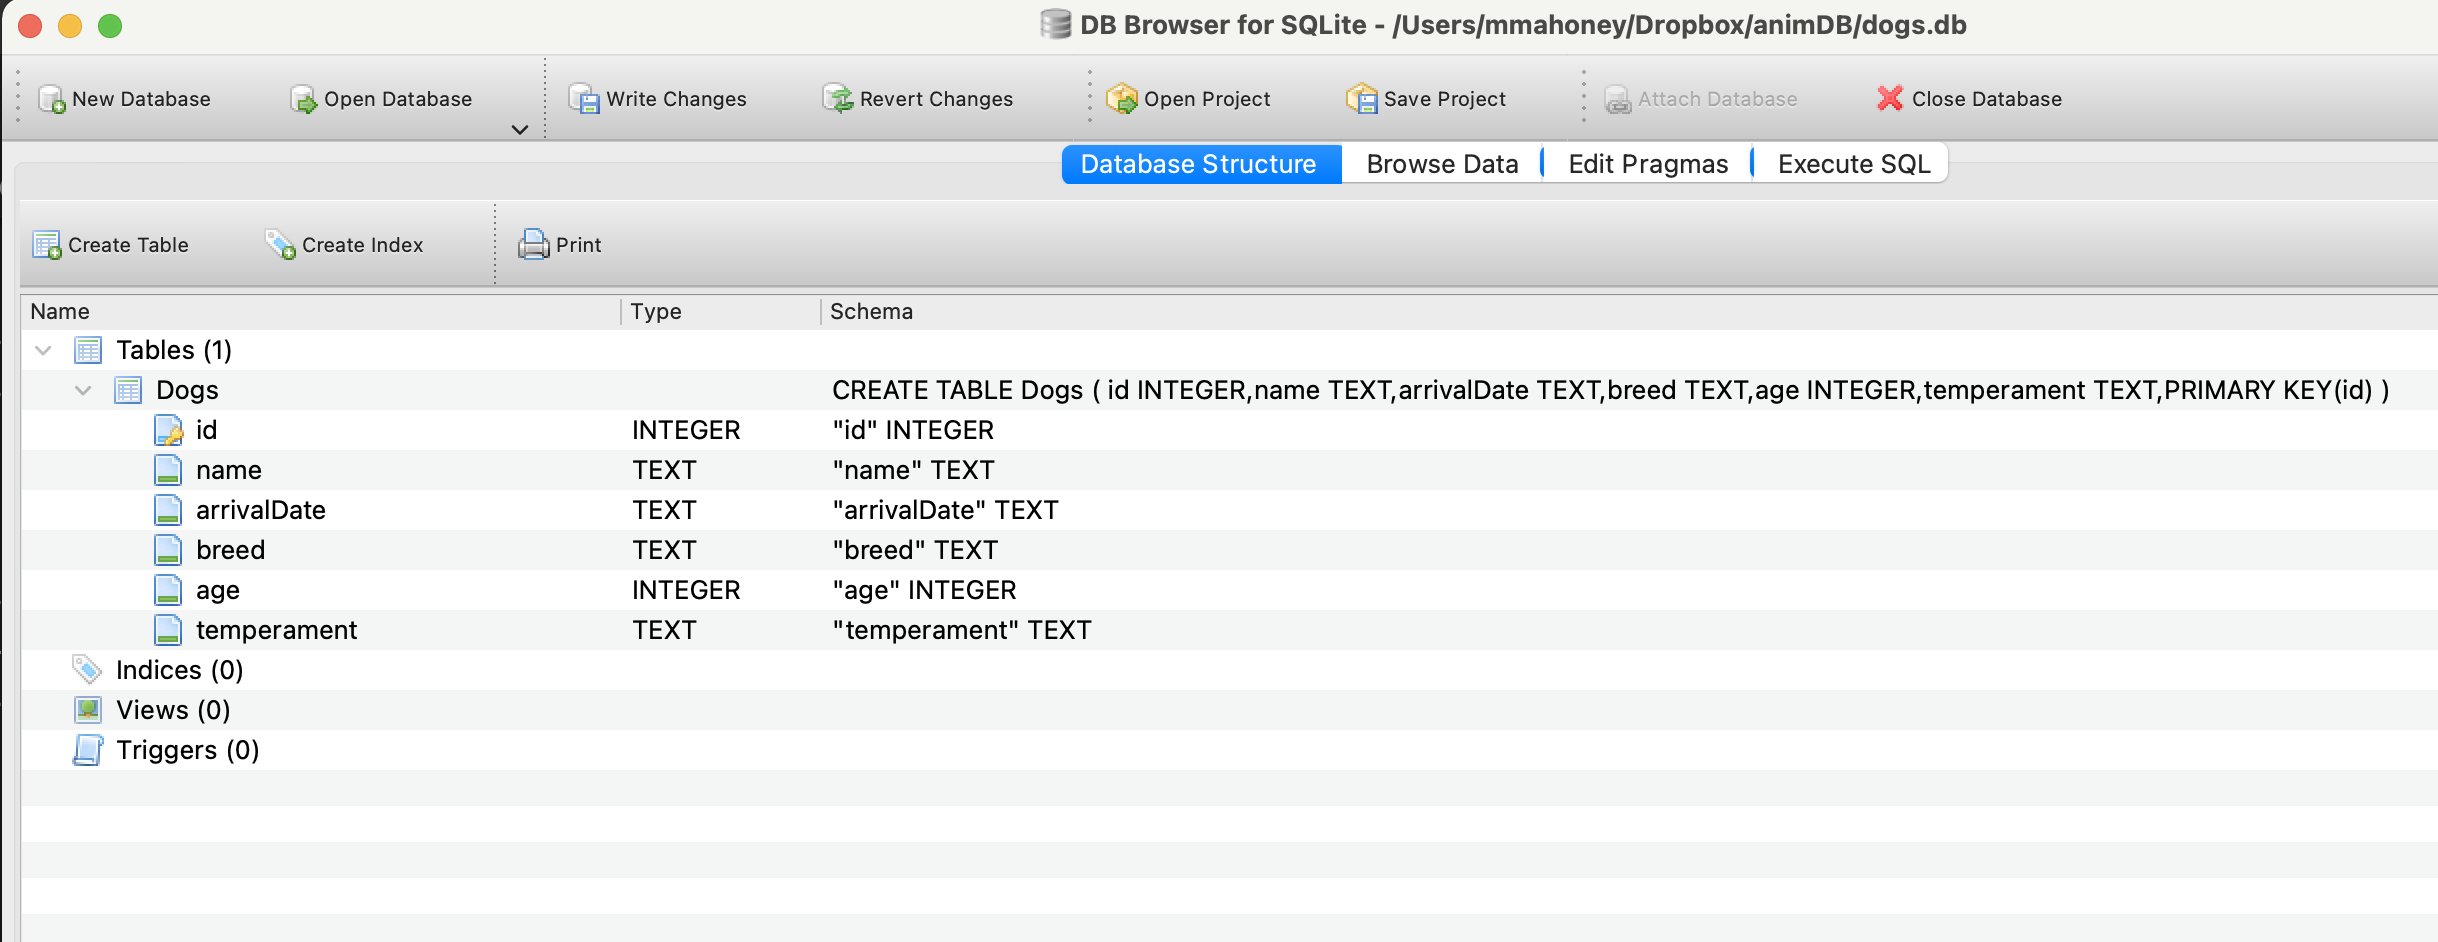 DB Browser for SQLite - /Users/mmahoney/Dropbox/animDB/dogs.db
New Database Open Database Write Changes Revert Changes Open Project Save Project Attach Database Close Database
Database Structure Browse Data Edit Pragmas Execute SQL
Create Table Create Index Print
Name Type Schema
Tables (1)
Dogs CREATE TABLE Dogs ( id INTEGER,name TEXT,arrivalDate TEXT,breed TEXT,age INTEGER,temperament TEXT,PRIMARY KEY(id) )
id INTEGER "id" INTEGER
name TEXT "name" TEXT
arrivalDate TEXT "arrivalDate" TEXT
breed TEXT "breed" TEXT
age INTEGER "age" INTEGER
temperament TEXT "temperament" TEXT
Indices (0)
Views (0)
Triggers (0)